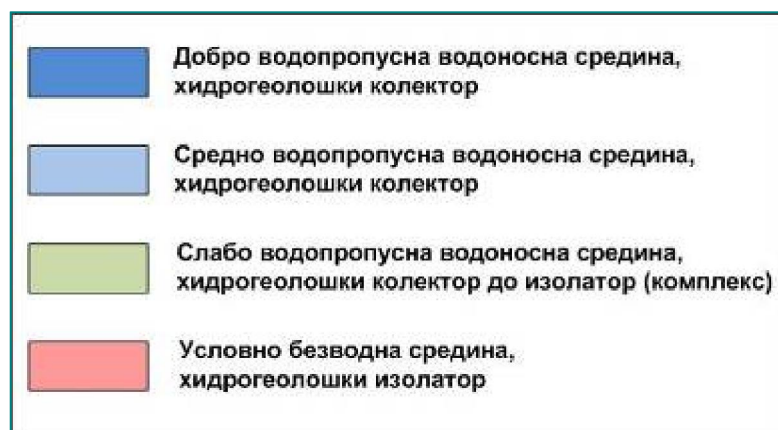 Добро водопропусна водоносна средина,
хидрогеолошки колектор
Средно водопропусна водоносна средина,
хидрогеолошки колектор
Слабо водопропусна водоносна средина,
хидрогеолошки колектор до изолатор (комплекс)
Условно безводна средина,
хидрогеолошки изолатор